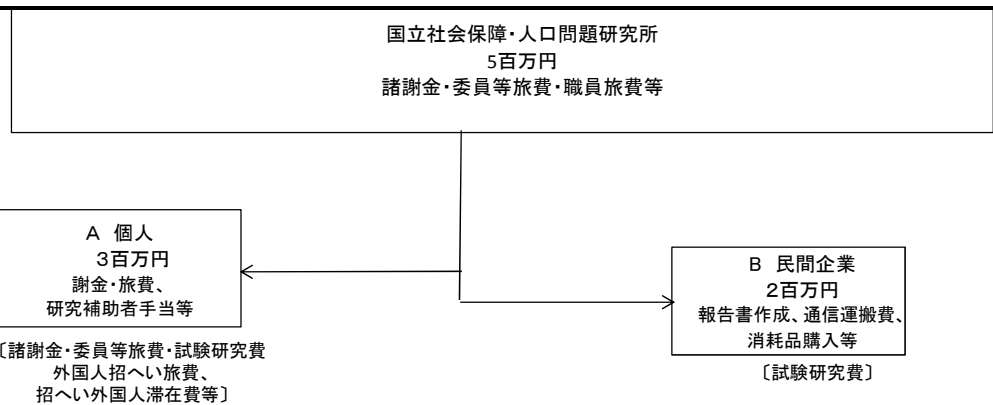 国立社会保障・人口問題研究所
5百万円
諸謝金・委員等旅費・職員旅費等
A 個人
3百万円
謝金・旅費、
研究補助者手当等
〔諸謝金・委員等旅費・試験研究費
外国人招へい旅費、
招へい外国人滞在費等〕
B 民間企業
2百万円
報告書作成、通信運搬費、
消耗品購入等
〔試験研究費〕